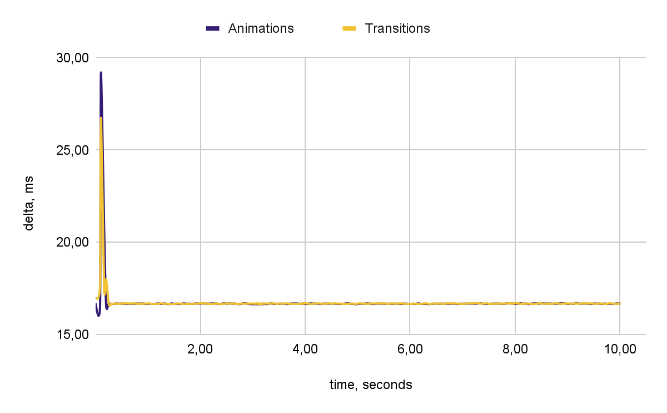 Animations Transitions
30,00
25,00
20,00
15,00
2,00 4,00 6,00 8,00 10,00
delta, ms
time, seconds